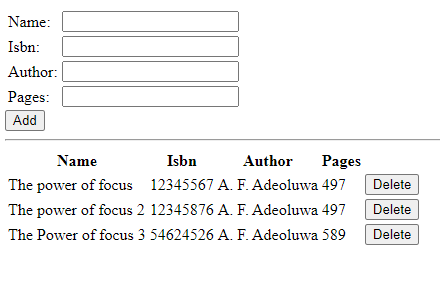 Name:
Isbn:
Author:
Pages:
Add
Name Isbn Author Pages
The power of focus 12345567 A. F. Adeoluwa 497 Delete
The power of focus 2 12345876 A. F. Adeoluwa 497 Delete
The Power of focus 3 54624526 A. F. Adeoluwa 589 Delete